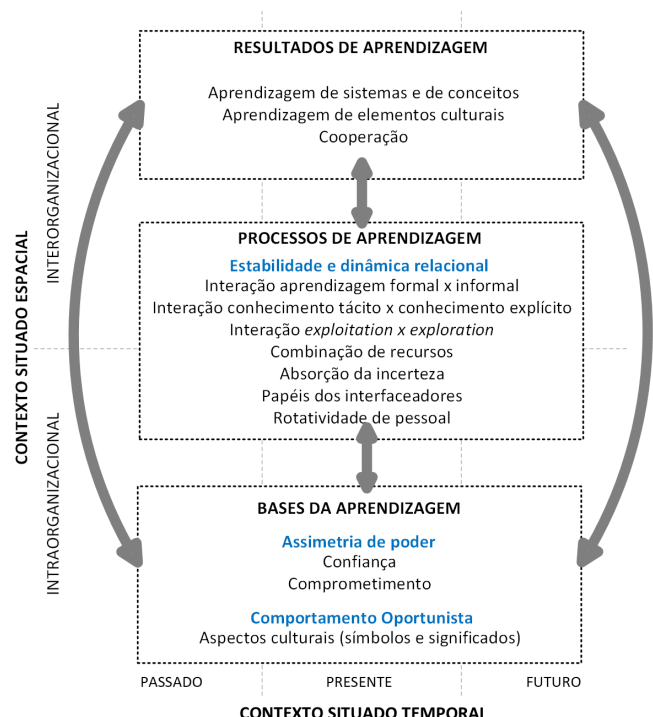 RESULTADOS DE APRENDIZAGEM
Aprendizagem de sistemas e de conceitos
Aprendizagem de elementos culturais
Cooperação
CONTEXTO SITUADO ESPACIAL
INTERORGANIZACIONAL
INTRAORGANIZACIONAL
PROCESSOS DE APRENDIZAGEM
Estabilidade e dinâmica relacional
Interação aprendizagem formal x informal
Interação conhecimento tácito x conhecimento explícito
Interação exploitation x exploration
Combinação de recursos
Absorção da incerteza
Papéis dos interfaceadores
Rotatividade de pessoal
BASES DA APRENDIZAGEM
Assimetria de poder
Confiança
Comprometimento
Comportamento Oportunista
Aspectos culturais (símbolos e significados)
PASSADO PRESENTE FUTURO
CONTEXTO SITUADO TEMPORAL